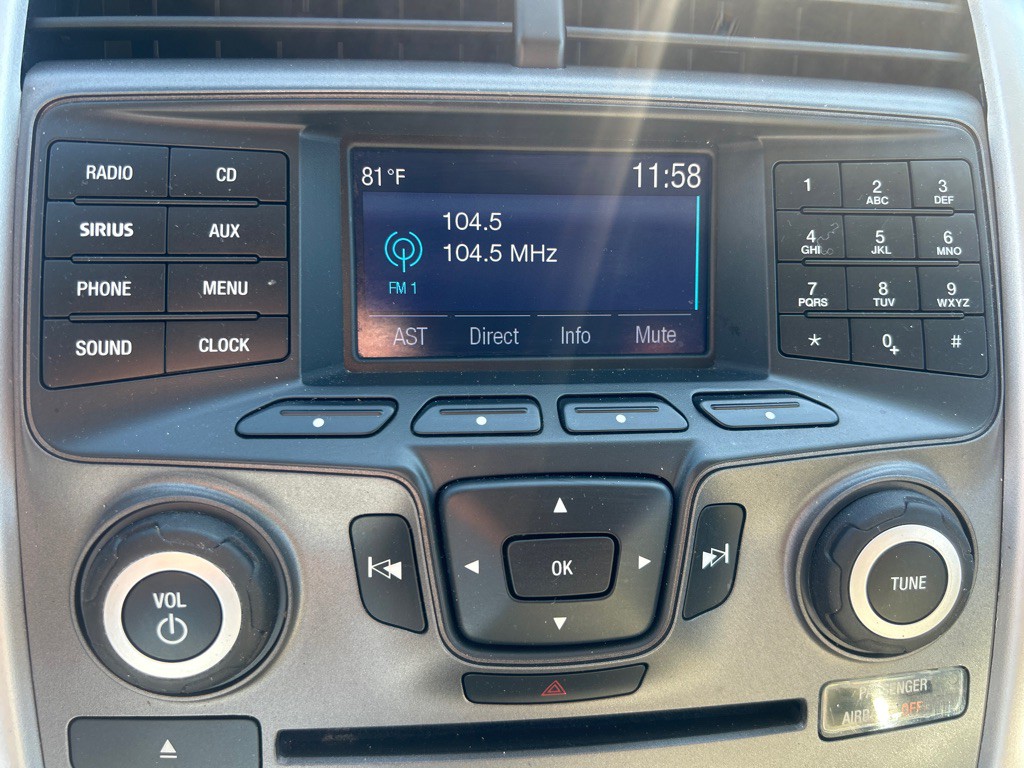 81°F 11:58
104.5
104.5 MHz
FM 1
AST Direct Info Mute
RADIO CD
SIRIUS AUX
PHONE MENU
SOUND CLOCK
1 2 ABC 3 DEF
4 GHI 5 JKL 6 MNO
7 PQRS 8 TUV 9 WXYZ
* 0 + #
OK
VOL
TUNE
PASSENGER
AIRBAG OFF